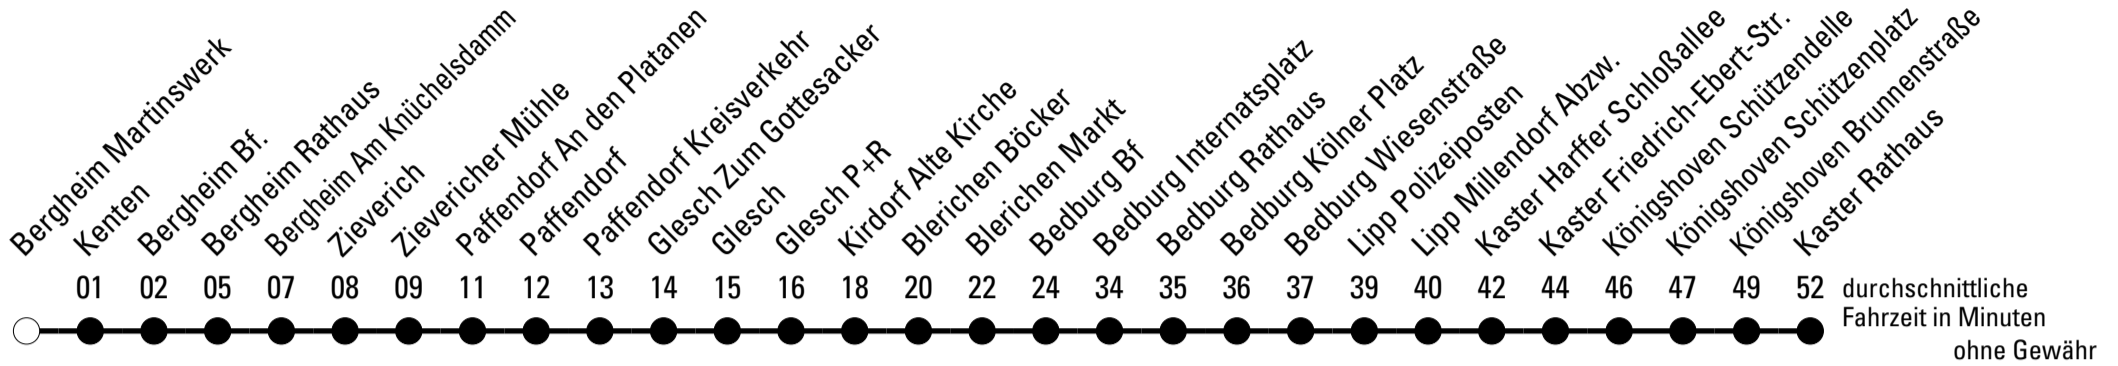 Bergheim Martinswerk
Kenten
Bergheim Bf.
Bergheim Rathaus
Bergheim Am Knüchelsdamm
Zieverich
Zievericher Mühle
Paffendorf An den Platanen
Paffendorf
Paffendorf Kreisverkehr
Glesch Zum Gottesacker
Glesch
Glesch P+R
Kirdorf Alte Kirche
Blerichen Böcker
Blerichen Markt
Bedburg Bf
Bedburg Internatsplatz
Bedburg Rathaus
Bedburg Kölner Platz
Bedburg Wiesenstraße
Lipp Polizeiposten
Lipp Millendorf Abzw.
Kaster Harffer Schloßallee
Kaster Friedrich-Ebert-Str.
Königshoven Schützendelle
Königshoven Schützenplatz
Königshoven Brunnenstraße
Kaster Rathaus
01 02 05 07 08 09 11 12 13 14 15 16 18 20 22 24 34 35 36 37 39 40 42 44 46 47 49 52 durchschnittliche
Fahrzeit in Minuten
ohne Gewähr